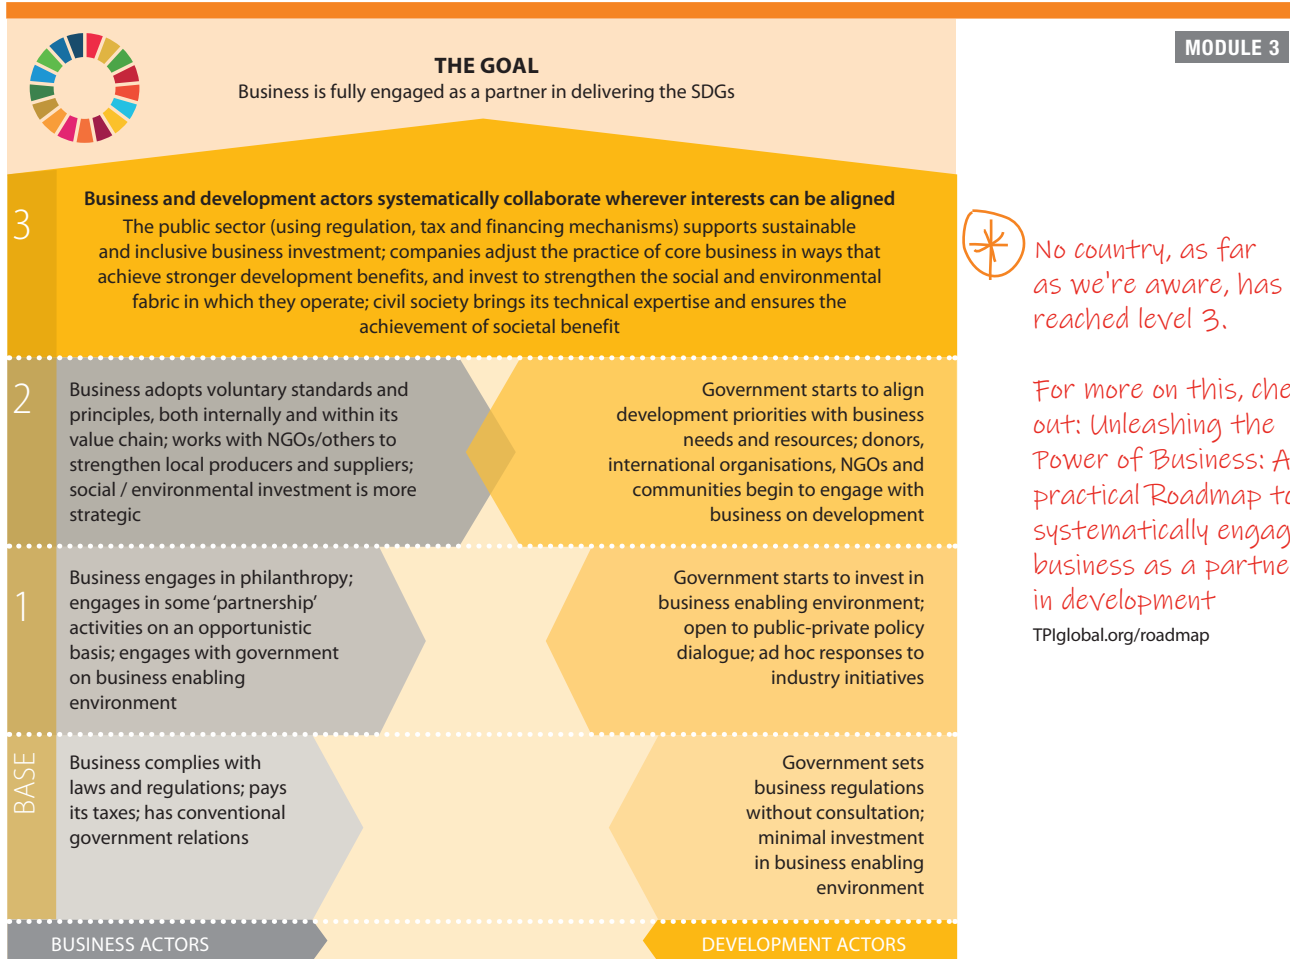 MODULE 3
THE GOAL
Business is fully engaged as a partner in delivering the SDGs
3
Business and development actors systematically collaborate wherever interests can be aligned
The public sector (using regulation, tax and financing mechanisms) supports sustainable
and inclusive business investment; companies adjust the practice of core business in ways that
achieve stronger development benefits, and invest to strengthen the social and environmental
fabric in which they operate; civil society brings its technical expertise and ensures the
achievement of societal benefit
No country, as far
as we're aware, has
reached level 3.
For more on this, che
out: Unleashing the
Power of Business: A
practical Roadmap to
systematically engag
business as a partne
in development
TPIglobal.org/roadmap
2
Business adopts voluntary standards and
principles, both internally and within its
value chain; works with NGOs/others to
strengthen local producers and suppliers;
social / environmental investment is more
strategic
Government starts to align
development priorities with business
needs and resources; donors,
international organisations, NGOs and
communities begin to engage with
business on development
1
Business engages in philanthropy;
engages in some ‘partnership’
activities on an opportunistic
basis; engages with government
on business enabling
environment
Government starts to invest in
business enabling environment;
open to public-private policy
dialogue; ad hoc responses to
industry initiatives
BASE
Business complies with
laws and regulations; pays
its taxes; has conventional
government relations
Government sets
business regulations
without consultation;
minimal investment
in business enabling
environment
BUSINESS ACTORS
DEVELOPMENT ACTORS